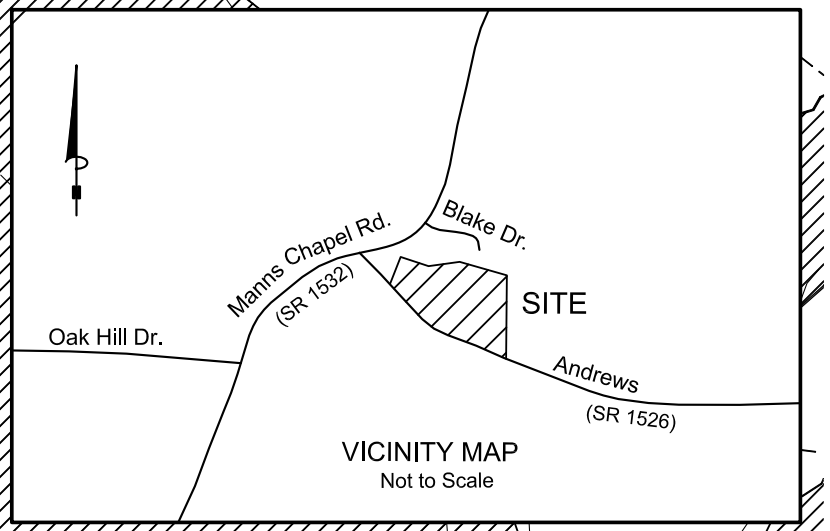 Blake Dr.
Manns Chapel Rd.
(SR 1532)
SITE
Oak Hill Dr.
Andrews
(SR 1526)
VICINITY MAP
Not to Scale